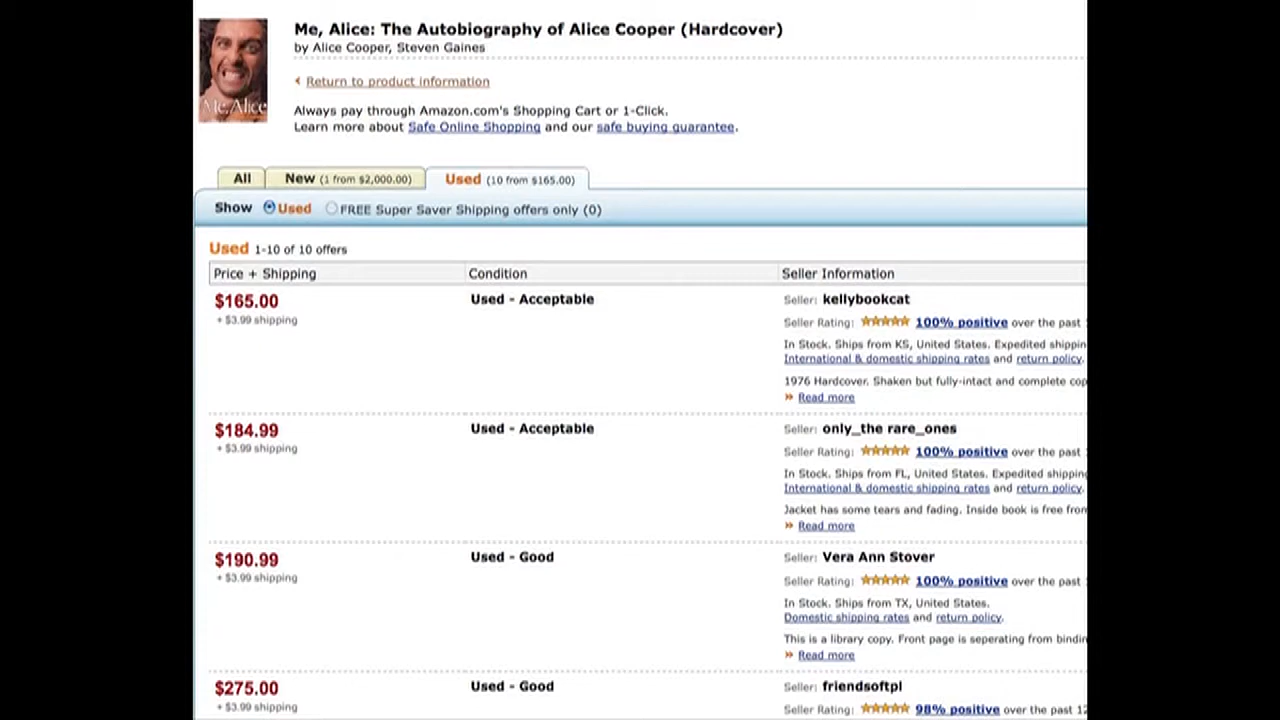 Me, Alice: The Autobiography of Alice Cooper (Hardcover)
by Alice Cooper, Steven Gaines
Me, Alice
Return to product information
Always pay through Amazon.com's Shopping Cart or 1-Click.
Learn more about Safe Online Shopping and our safe buying guarantee.
All New (1 from $2,000.00) Used (10 from $165.00)
Show Used FREE Super Saver Shipping offers only (0)
Used 1-10 of 10 offers
Price + Shipping Condition Seller Information
$165.00 Used - Acceptable Seller: kellybookcat
+ $3.99 shipping
Seller Rating: 100% positive over the past
In Stock. Ships from KS, United States. Expedited shippin
International & domestic shipping rates and return policy.
1976 Hardcover. Shaken but fully-intact and complete cop
» Read more
$184.99 Used - Acceptable Seller: only_the rare_ones
+ $3.99 shipping
Seller Rating: 100% positive over the past
In Stock. Ships from FL, United States. Expedited shipping
International & domestic shipping rates and return policy.
Jacket has some tears and fading. Inside book is free from
» Read more
$190.99 Used - Good Seller: Vera Ann Stover
+ $3.99 shipping
Seller Rating: 100% positive over the past
In Stock. Ships from TX, United States.
Domestic shipping rates and return policy.
This is a library copy. Front page is seperating from bindin
» Read more
$275.00 Used - Good Seller: friendsoftpl
+ $3.99 shipping
Seller Rating: 98% positive over the past 12